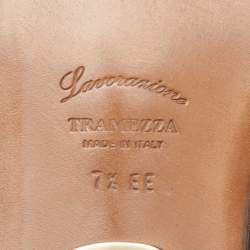 Lavorazione
TRAMEZZA
MADE IN ITALY
7½ EE